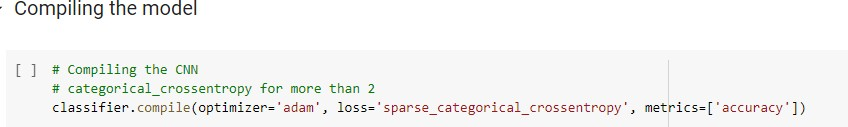 Compiling the model
[ ] # Compiling the CNN
# categorical_crossentropy for more than 2
classifier.compile(optimizer='adam', loss='sparse_categorical_crossentropy', metrics=['accuracy'])